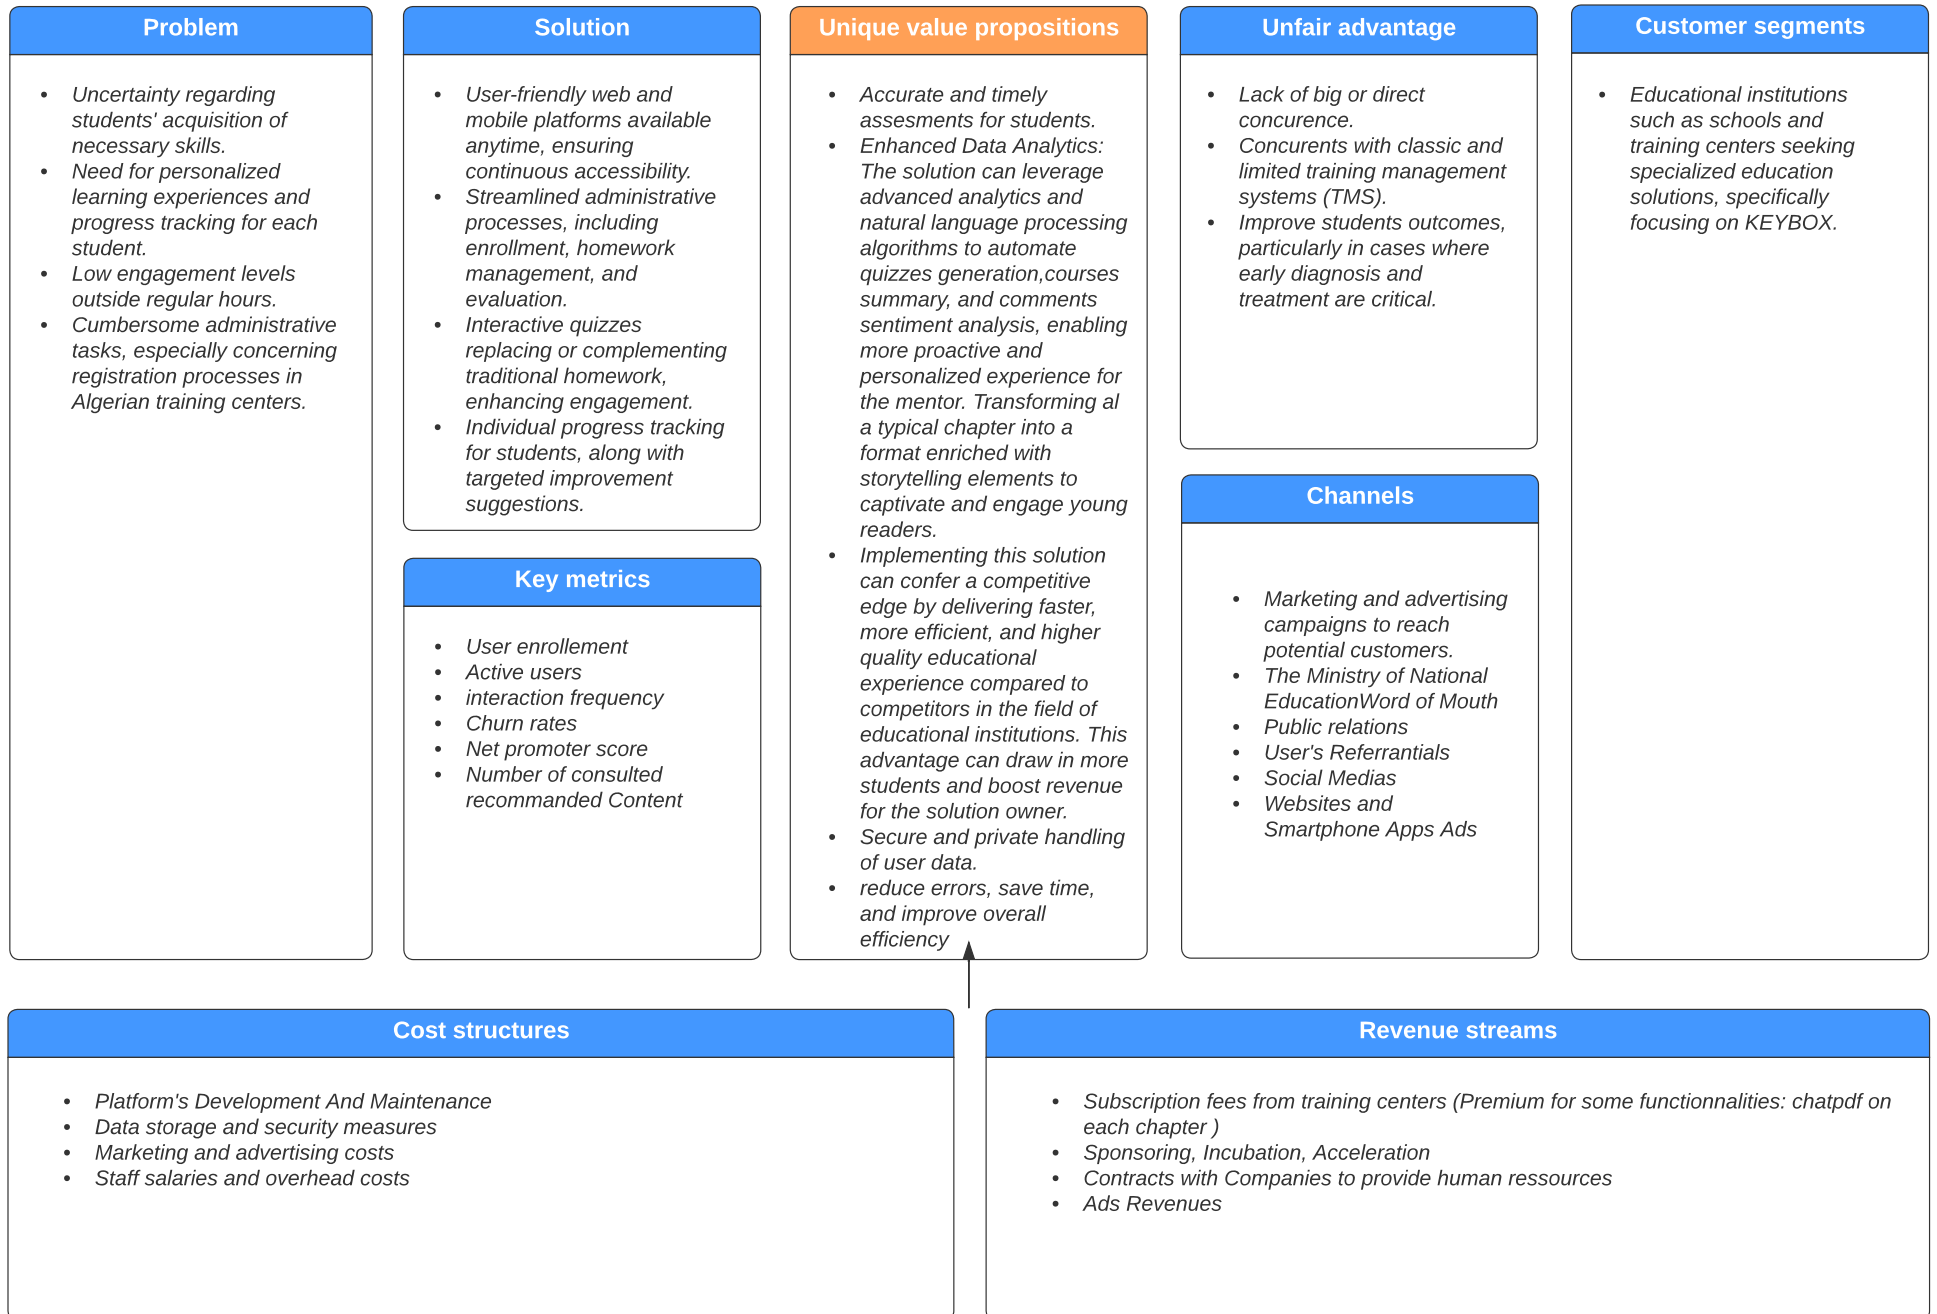 Problem
• Uncertainty regarding
students' acquisition of
necessary skills.
• Need for personalized
learning experiences and
progress tracking for each
student.
• Low engagement levels
outside regular hours.
• Cumbersome administrative
tasks, especially concerning
registration processes in
Algerian training centers.
Solution
• User-friendly web and
mobile platforms available
anytime, ensuring
continuous accessibility.
• Streamlined administrative
processes, including
enrollment, homework
management, and
evaluation.
• Interactive quizzes
replacing or complementing
traditional homework,
enhancing engagement.
• Individual progress tracking
for students, along with
targeted improvement
suggestions.
Key metrics
• User enrollement
• Active users
• interaction frequency
• Churn rates
• Net promoter score
• Number of consulted
recommanded Content
Unique value propositions
• Accurate and timely
assesments for students.
• Enhanced Data Analytics:
The solution can leverage
advanced analytics and
natural language processing
algorithms to automate
quizzes generation,courses
summary, and comments
sentiment analysis, enabling
more proactive and
personalized experience for
the mentor. Transforming al
a typical chapter into a
format enriched with
storytelling elements to
captivate and engage young
readers.
• Implementing this solution
can confer a competitive
edge by delivering faster,
more efficient, and higher
quality educational
experience compared to
competitors in the field of
educational institutions. This
advantage can draw in more
students and boost revenue
for the solution owner.
• Secure and private handling
of user data.
• reduce errors, save time,
and improve overall
efficiency
Unfair advantage
• Lack of big or direct
concurence.
• Concurents with classic and
limited training management
systems (TMS).
• Improve students outcomes,
particularly in cases where
early diagnosis and
treatment are critical.
Channels
• Marketing and advertising
campaigns to reach
potential customers.
• The Ministry of National
EducationWord of Mouth
• Public relations
• User's Referrantials
• Social Medias
• Websites and
Smartphone Apps Ads
Customer segments
• Educational institutions
such as schools and
training centers seeking
specialized education
solutions, specifically
focusing on KEYBOX.
Cost structures
• Platform's Development And Maintenance
• Data storage and security measures
• Marketing and advertising costs
• Staff salaries and overhead costs
Revenue streams
• Subscription fees from training centers (Premium for some functionnalities: chatpdf on
each chapter )
• Sponsoring, Incubation, Acceleration
• Contracts with Companies to provide human ressources
• Ads Revenues